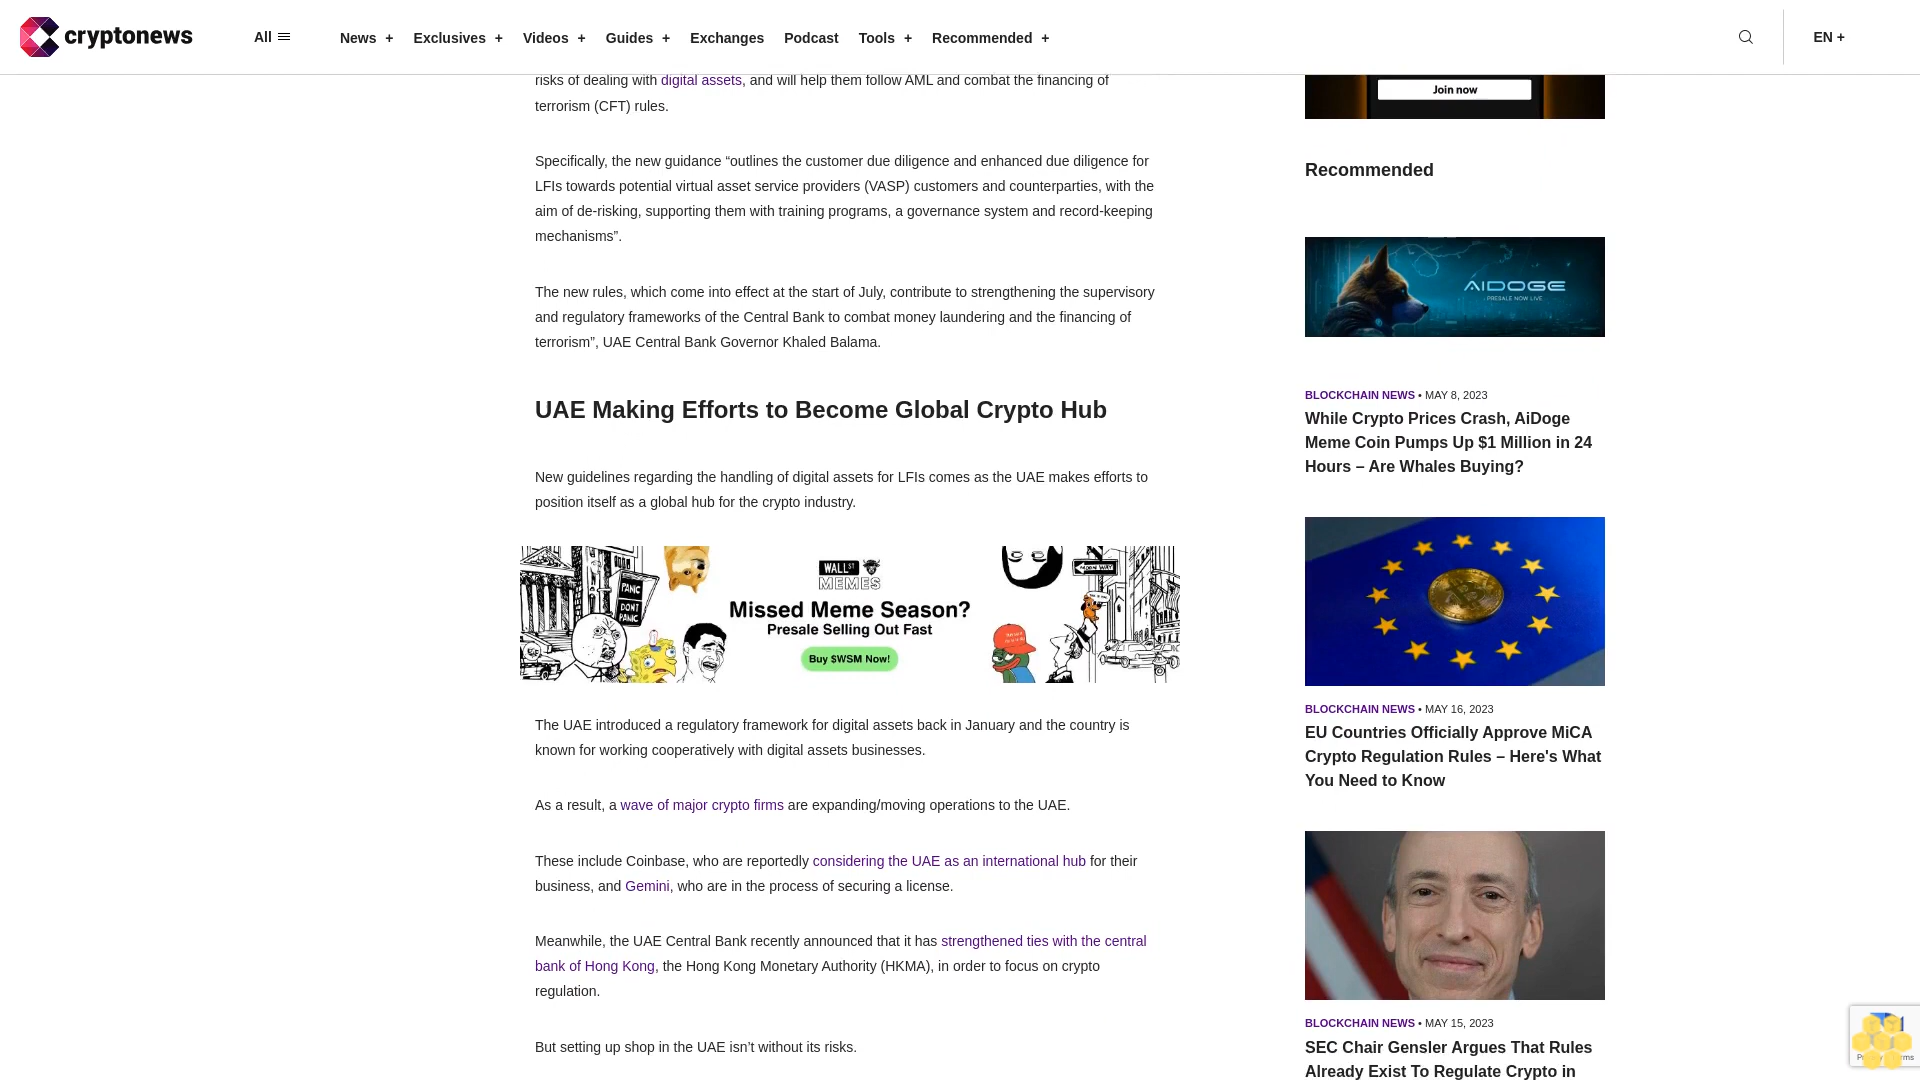 cryptonews
All
News +
Exclusives +
Videos +
Guides +
Exchanges
Podcast
Tools +
Recommended +
EN +
risks of dealing with digital assets, and will help them follow AML and combat the financing of
terrorism (CFT) rules.
Specifically, the new guidance “outlines the customer due diligence and enhanced due diligence for
LFIs towards potential virtual asset service providers (VASP) customers and counterparties, with the
aim of de-risking, supporting them with training programs, a governance system and record-keeping
mechanisms”.
The new rules, which come into effect at the start of July, contribute to strengthening the supervisory
and regulatory frameworks of the Central Bank to combat money laundering and the financing of
terrorism”, UAE Central Bank Governor Khaled Balama.
UAE Making Efforts to Become Global Crypto Hub
New guidelines regarding the handling of digital assets for LFIs comes as the UAE makes efforts to
position itself as a global hub for the crypto industry.
PANIC
DONT
PANIC
WALL ST
MEMES
Missed Meme Season?
Presale Selling Out Fast
Buy $WSM Now!
The UAE introduced a regulatory framework for digital assets back in January and the country is
known for working cooperatively with digital assets businesses.
As a result, a wave of major crypto firms are expanding/moving operations to the UAE.
These include Coinbase, who are reportedly considering the UAE as an international hub for their
business, and Gemini, who are in the process of securing a license.
Meanwhile, the UAE Central Bank recently announced that it has strengthened ties with the central
bank of Hong Kong, the Hong Kong Monetary Authority (HKMA), in order to focus on crypto
regulation.
But setting up shop in the UAE isn’t without its risks.
Join now
Recommended
AIDOGE
PRESALE NOW LIVE
BLOCKCHAIN NEWS • MAY 8, 2023
While Crypto Prices Crash, AiDoge
Meme Coin Pumps Up $1 Million in 24
Hours – Are Whales Buying?
BLOCKCHAIN NEWS • MAY 16, 2023
EU Countries Officially Approve MiCA
Crypto Regulation Rules – Here's What
You Need to Know
BLOCKCHAIN NEWS • MAY 15, 2023
SEC Chair Gensler Argues That Rules
Already Exist To Regulate Crypto in